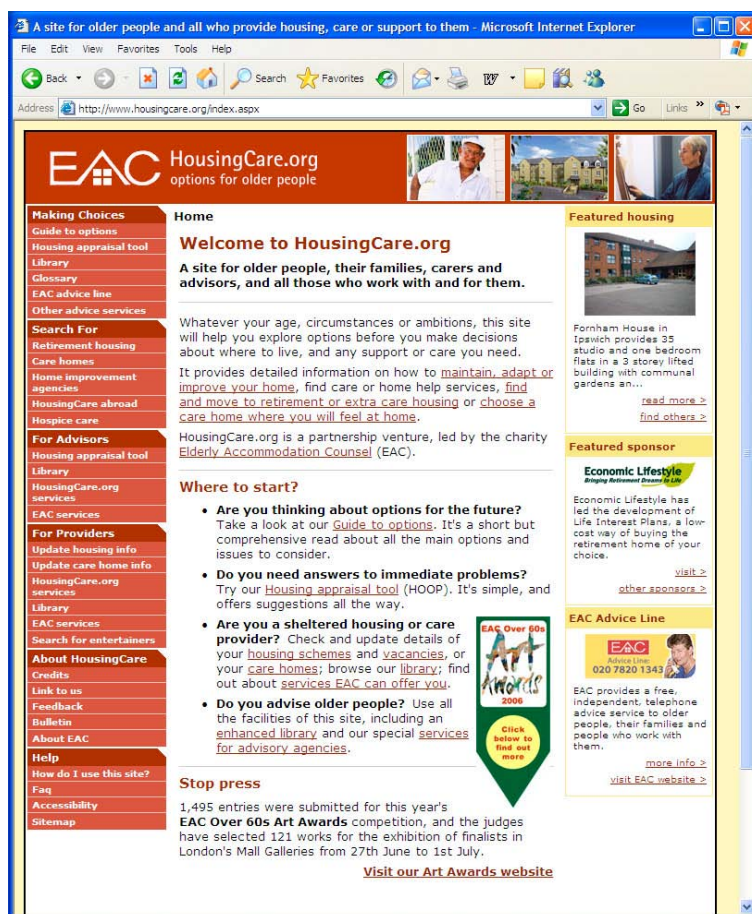 A site for older people and all who provide housing, care or support to them - Microsoft Internet Explorer
File Edit View Favorites Tools Help
Back Search Favorites
Address http://www.housingcare.org/index.aspx Go Links »
EAC HousingCare.org
options for older people
Making Choices
Guide to options
Housing appraisal tool
Library
Glossary
EAC advice line
Other advice services
Search For
Retirement housing
Care homes
Home improvement
agencies
HousingCare abroad
Hospice care
For Advisors
Housing appraisal tool
Library
HousingCare.org
services
EAC services
For Providers
Update housing info
Update care home info
HousingCare.org
services
Library
EAC services
Search for entertainers
About HousingCare
Credits
Link to us
Feedback
Bulletin
About EAC
Help
How do I use this site?
Faq
Accessibility
Sitemap
Home
Welcome to HousingCare.org
A site for older people, their families, carers and
advisors, and all those who work with and for them.
Whatever your age, circumstances or ambitions, this site
will help you explore options before you make decisions
about where to live, and any support or care you need.
It provides detailed information on how to maintain, adapt or
improve your home, find care or home help services, find
and move to retirement or extra care housing or choose a
care home where you will feel at home.
HousingCare.org is a partnership venture, led by the charity
Elderly Accommodation Counsel (EAC).
Where to start?
• Are you thinking about options for the future?
Take a look at our Guide to options. It's a short but
comprehensive read about all the main options and
issues to consider.
• Do you need answers to immediate problems?
Try our Housing appraisal tool (HOOP). It's simple, and
offers suggestions all the way.
• Are you a sheltered housing or care
provider? Check and update details of
your housing schemes and vacancies, or
your care homes; browse our library; find
out about services EAC can offer you.
• Do you advise older people? Use all
the facilities of this site, including an
enhanced library and our special services
for advisory agencies.
EAC Over 60s
Art
Awards
2006
Click
below to
find out
more
Stop press
1,495 entries were submitted for this year's
EAC Over 60s Art Awards competition, and the judges
have selected 121 works for the exhibition of finalists in
London's Mall Galleries from 27th June to 1st July.
Visit our Art Awards website
Featured housing
Fornham House in
Ipswich provides 35
studio and one bedroom
flats in a 3 storey lifted
building with communal
gardens an...
read more >
find others >
Featured sponsor
Economic Lifestyle
Bringing Retirement Dreams to Life
Economic Lifestyle has
led the development of
Life Interest Plans, a low-
cost way of buying the
retirement home of your
choice.
visit >
other sponsors >
EAC Advice Line
EAC
Advice Line:
020 7820 1343
EAC provides a free,
independent, telephone
advice service to older
people, their families and
people who work with
them.
more info >
visit EAC website >